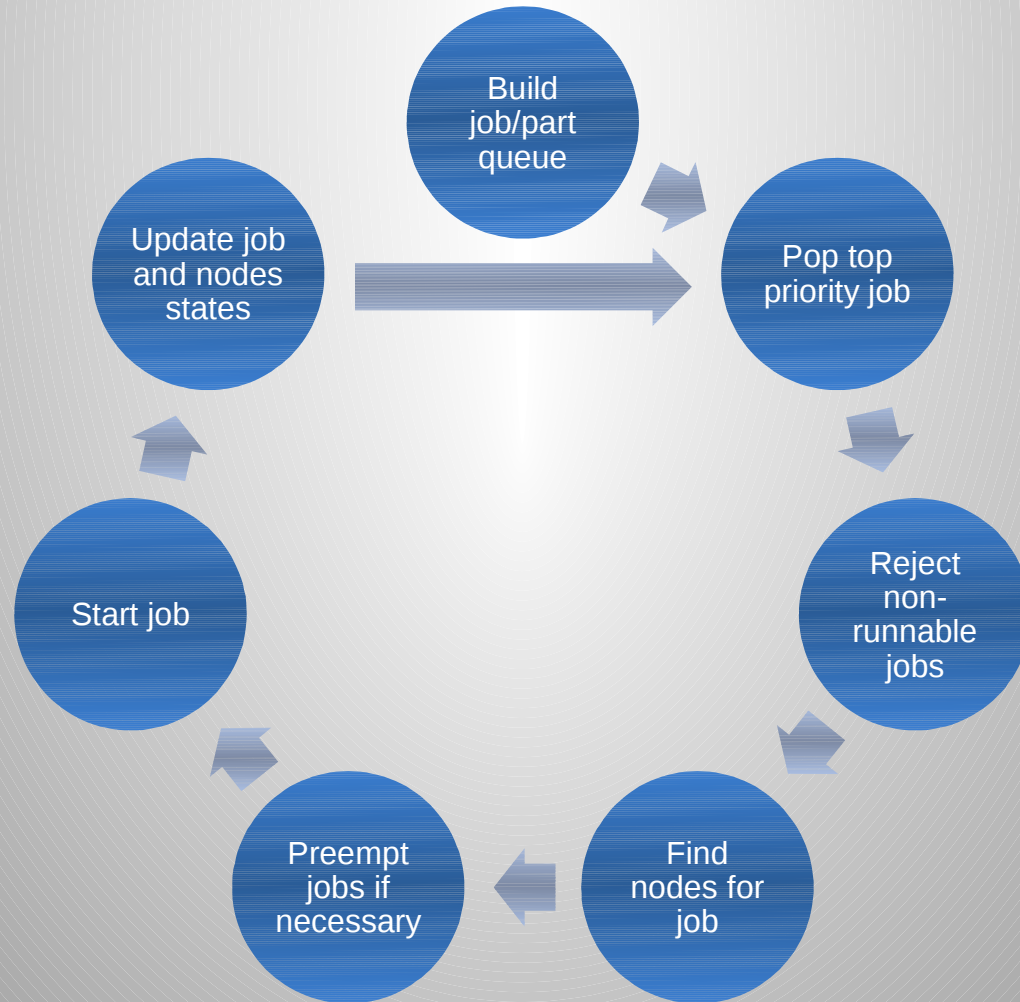 Build
job/part
queue
Pop top
priority job
Reject
non-
runnable
jobs
Find
nodes for
job
Preempt
jobs if
necessary
Start job
Update job
and nodes
states